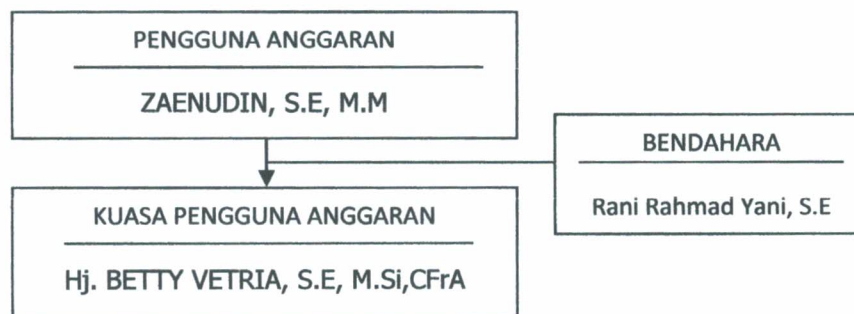 PENGGUNA ANGGARAN
ZAENUDIN, S.E, M.M
BENDAHARA
Rani Rahmad Yani, S.E
KUASA PENGGUNA ANGGARAN
Hj. BETTY VETRIA, S.E, M.Si,CFrA